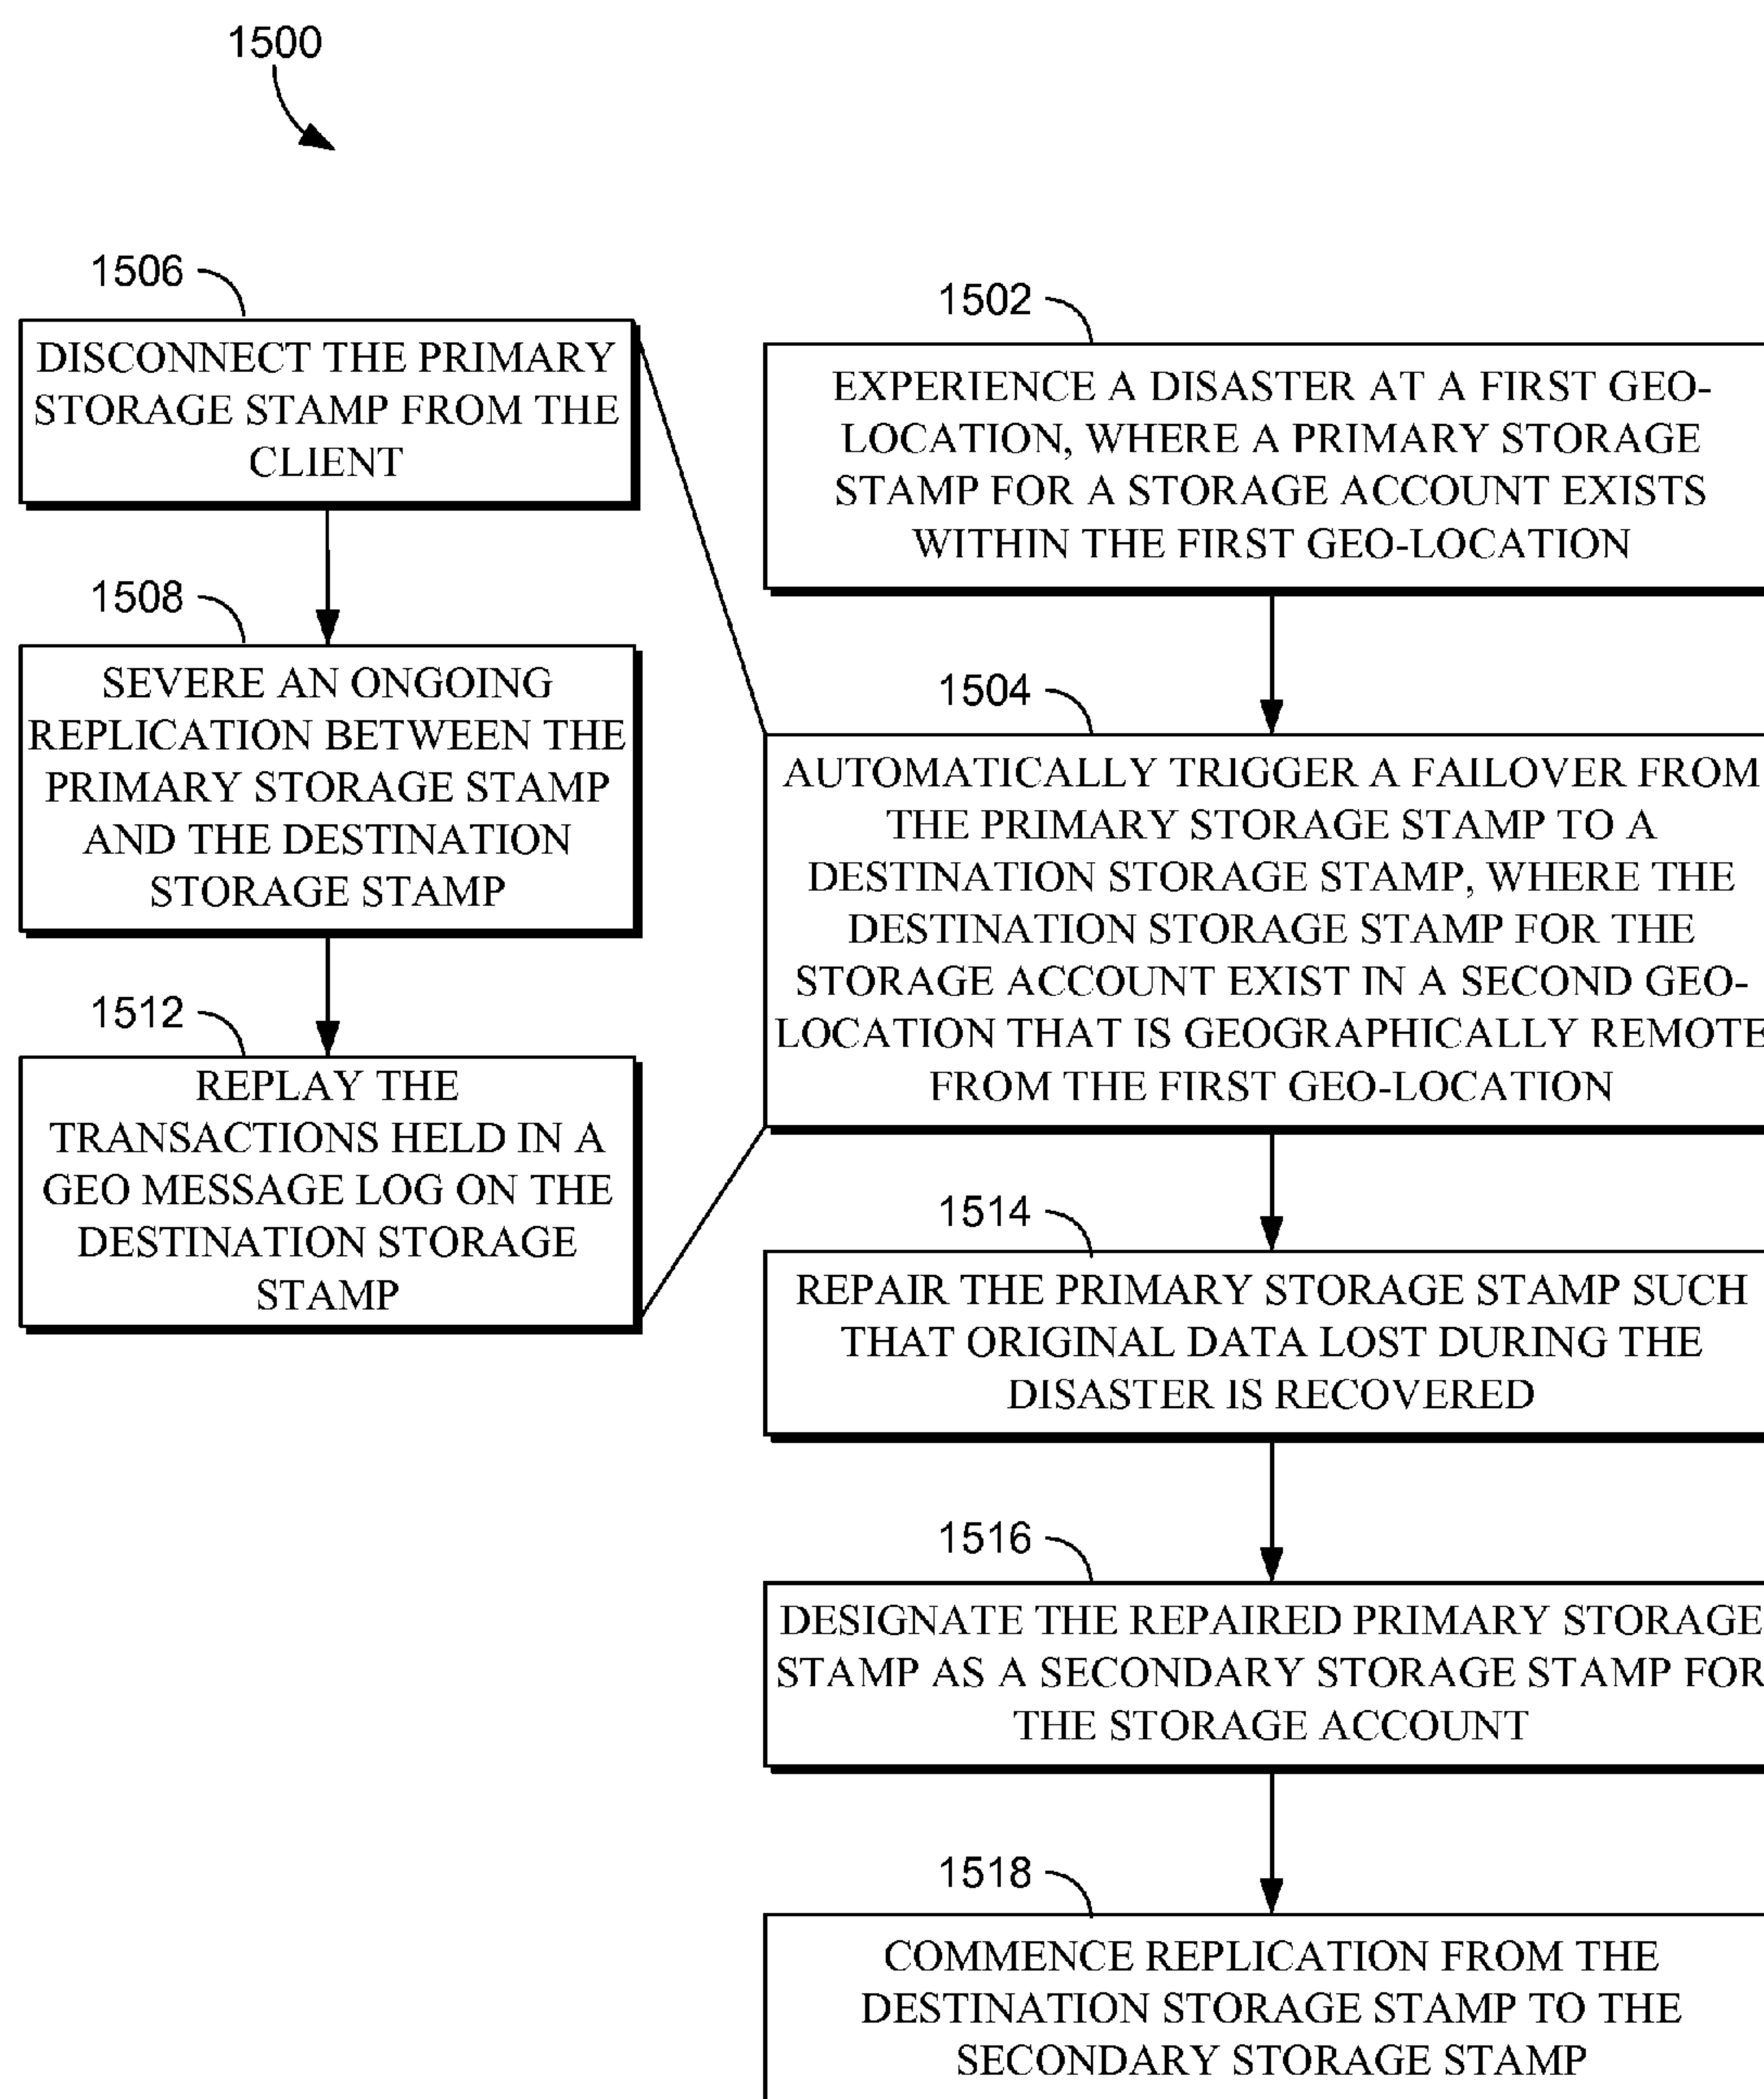 1500
1506
DISCONNECT THE PRIMARY
STORAGE STAMP FROM THE
CLIENT
1508
SEVERE AN ONGOING
REPLICATION BETWEEN THE
PRIMARY STORAGE STAMP
AND THE DESTINATION
STORAGE STAMP
1512
REPLAY THE
TRANSACTIONS HELD IN A
GEO MESSAGE LOG ON THE
DESTINATION STORAGE
STAMP
1502
EXPERIENCE A DISASTER AT A FIRST GEO-
LOCATION, WHERE A PRIMARY STORAGE
STAMP FOR A STORAGE ACCOUNT EXISTS
WITHIN THE FIRST GEO-LOCATION
1504
AUTOMATICALLY TRIGGER A FAILOVER FROM
THE PRIMARY STORAGE STAMP TO A
DESTINATION STORAGE STAMP, WHERE THE
DESTINATION STORAGE STAMP FOR THE
STORAGE ACCOUNT EXIST IN A SECOND GEO-
LOCATION THAT IS GEOGRAPHICALLY REMOTE
FROM THE FIRST GEO-LOCATION
1514
REPAIR THE PRIMARY STORAGE STAMP SUCH
THAT ORIGINAL DATA LOST DURING THE
DISASTER IS RECOVERED
1516
DESIGNATE THE REPAIRED PRIMARY STORAGE
STAMP AS A SECONDARY STORAGE STAMP FOR
THE STORAGE ACCOUNT
1518
COMMENCE REPLICATION FROM THE
DESTINATION STORAGE STAMP TO THE
SECONDARY STORAGE STAMP